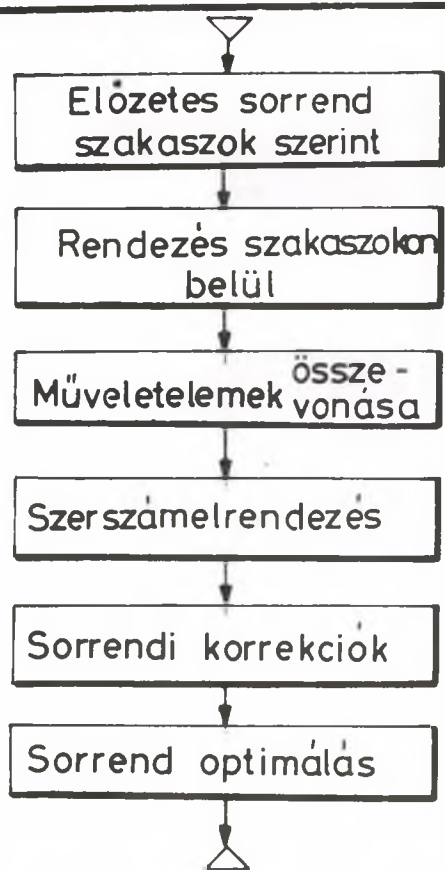 Előzetes sorrend
szakaszok szerint
Rendezés szakaszokon
belül
Műveletelemek össze-
vonása
Szerszámelrendezés
Sorrendi korrekciók
Sorrend optimálás